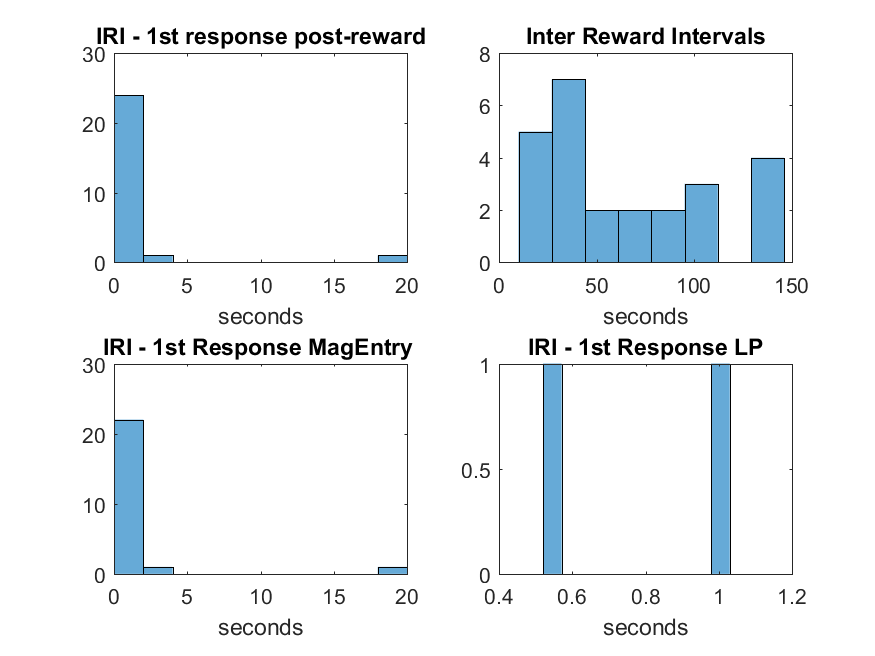 IRI - 1st response post-reward
30
20
10
0
0 5 10 15 20
seconds
Inter Reward Intervals
8
6
4
2
0
0 50 100 150
seconds
IRI - 1st Response MagEntry
30
20
10
0
0 5 10 15 20
seconds
IRI - 1st Response LP
1
0.5
0
0.4 0.6 0.8 1 1.2
seconds